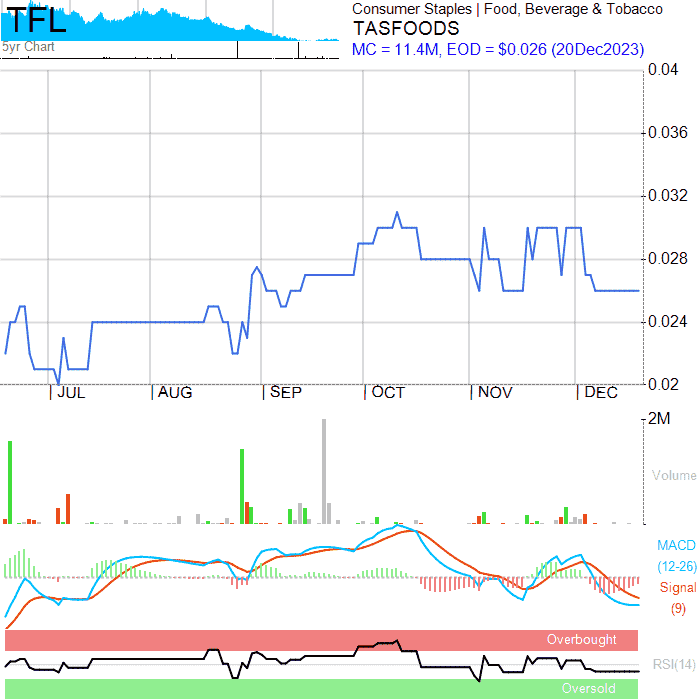 TFL
5yr Chart
Consumer Staples | Food, Beverage & Tobacco
TASFOODS
MC = 11.4M, EOD = $0.026 (20Dec2023)
0.04
0.036
0.032
0.028
0.024
0.02
JUL AUG SEP OCT NOV DEC
2M
Volume
MACD
(12-26)
Signal
(9)
Overbought
RSI(14)
Oversold